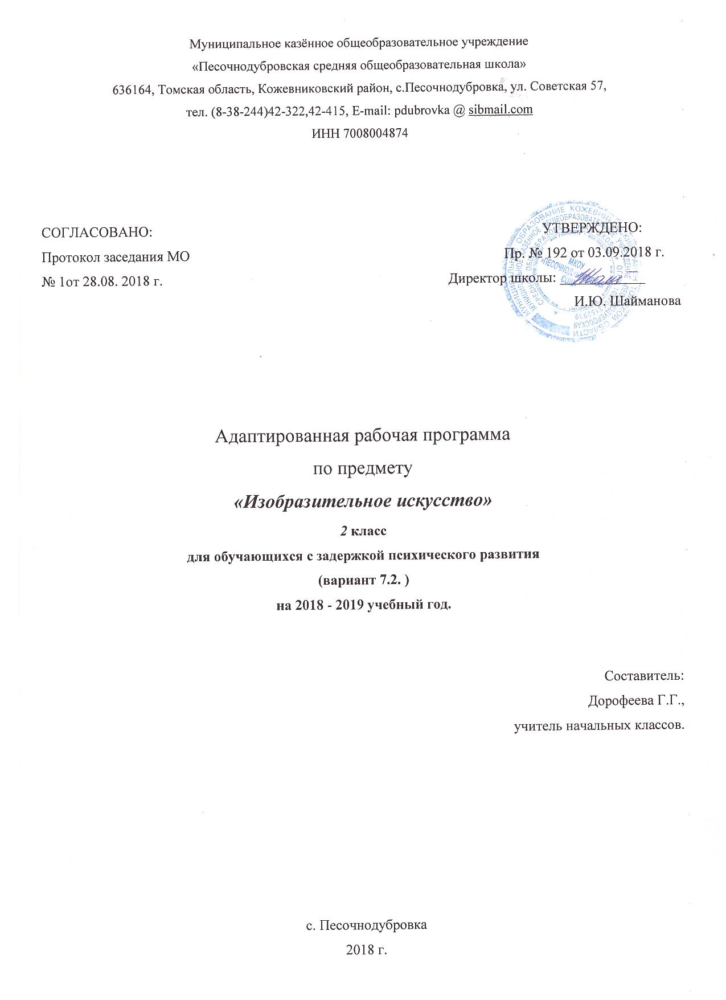 Муниципальное казённое общеобразовательное учреждение
«Песочнодубровская средняя общеобразовательная школа»
636164, Томская область, Кожевниковский район, с.Песочнодубровка, ул. Советская 57,
тел. (8-38-244)42-322,42-415, E-mail: pdubrovka @ sibmail.com
ИНН 7008004874
СОГЛАСОВАНО:
Протокол заседания МО
№ 1от 28.08. 2018 г.
УТВЕРЖДЕНО:
Пр. № 192 от 03.09.2018 г.
Директор школы:
И.Ю. Шайманова
МКОУ
Адаптированная рабочая программа
по предмету
«Изобразительное искусство»
2 класс
для обучающихся с задержкой психического развития
(вариант 7.2. )
на 2018 - 2019 учебный год.
Составитель:
Дорофеева Г.Г.,
учитель начальных классов.
с. Песочнодубровка
2018 г.